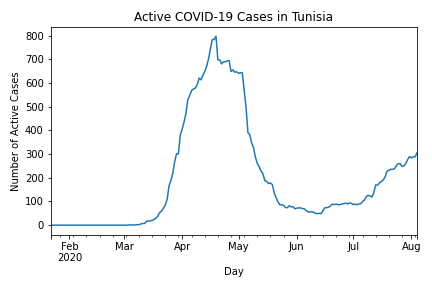 Active COVID-19 Cases in Tunisia
Number of Active Cases
800
700
600
500
400
300
200
100
0
Feb Mar Apr May Jun Jul Aug
2020
Day